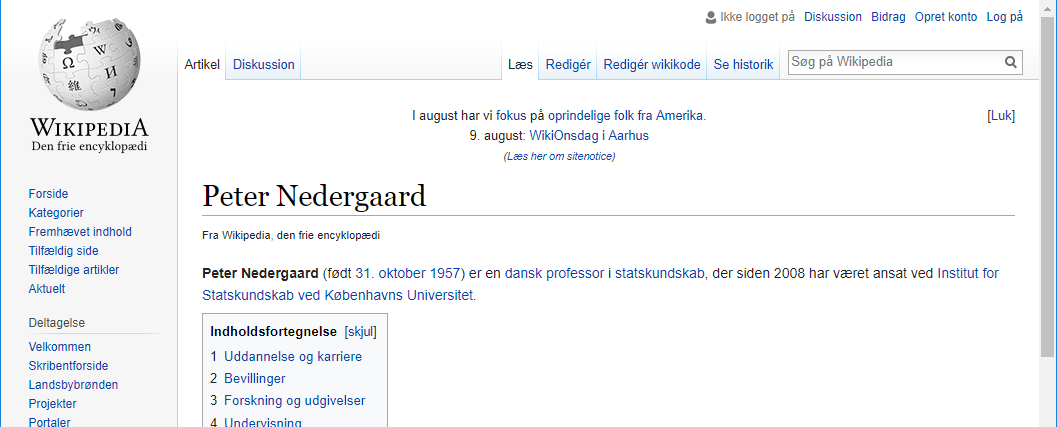 Ikke logget på Diskussion Bidrag Opret konto Log på
Artikel Diskussion Læs Redigér Redigér wikikode Se historik Søg på Wikipedia
WIKIPEDIA
Den frie encyklopædi
I august har vi fokus på oprindelige folk fra Amerika. [Luk]
9. august: WikiOnsdag i Aarhus
(Læs her om sitenotice)
Peter Nedergaard
Fra Wikipedia, den frie encyklopædi
Peter Nedergaard (født 31. oktober 1957) er en dansk professor i statskundskab, der siden 2008 har været ansat ved Institut for
Statskundskab ved Københavns Universitet.
Indholdsfortegnelse [skjul]
1 Uddannelse og karriere
2 Bevillinger
3 Forskning og udgivelser
4 Undervisning
Forside
Kategorier
Fremhævet indhold
Tilfældig side
Tilfældige artikler
Aktuelt
Deltagelse
Velkommen
Skribentforside
Landsbybrønden
Projekter
Portaler